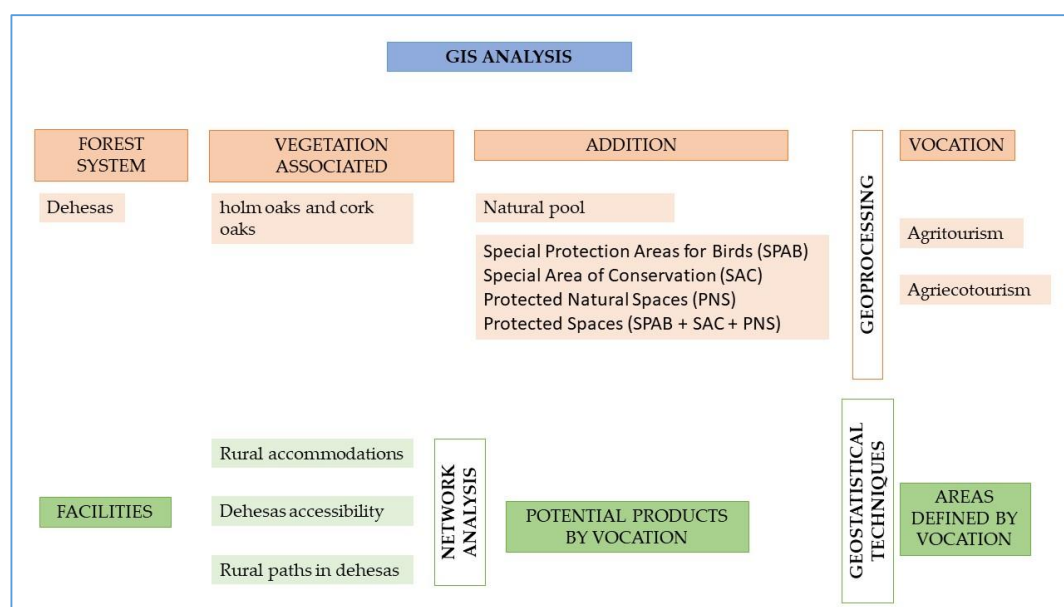 GIS ANALYSIS
FOREST
SYSTEM
VEGETATION
ASSOCIATED
ADDITION
GEOPROCESSING
VOCATION
Dehesas
holm oaks and cork
oaks
Natural pool
Special Protection Areas for Birds (SPAB)
Special Area of Conservation (SAC)
Protected Natural Spaces (PNS)
Protected Spaces (SPAB + SAC + PNS)
Agritourism
Agriecotourism
FACILITIES
Rural accommodations
Dehesas accessibility
Rural paths in dehesas
NETWORK
ANALYSIS
POTENTIAL PRODUCTS
BY VOCATION
GEOSTATISTICAL
TECHNIQUES
AREAS
DEFINED BY
VOCATION